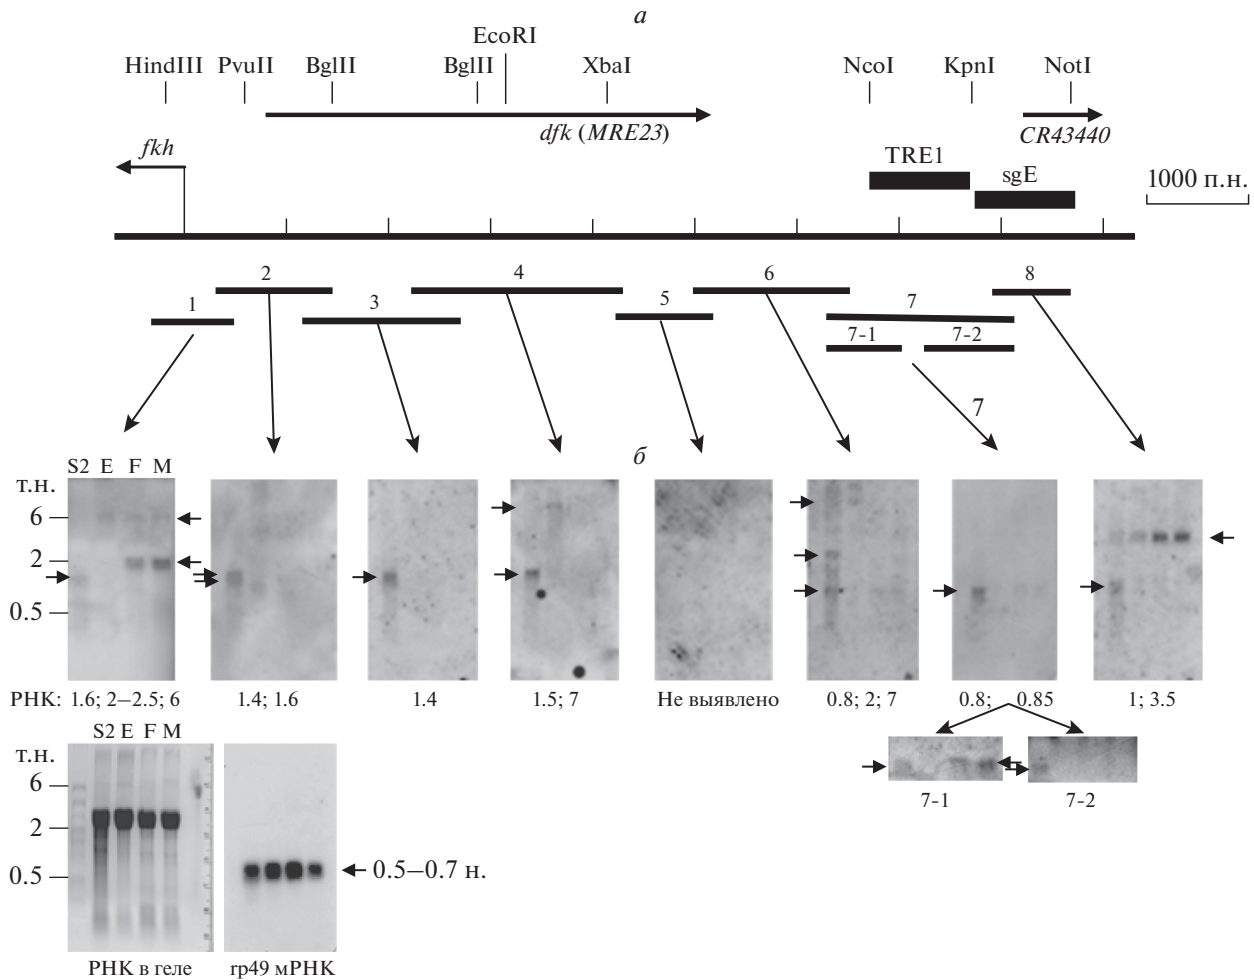 а
EcoRI
HindIII PvuII BglII BglII XbaI NcoI KpnI NotI
dfk (MRE23)
CR43440
fkh
TRE1
sgE
1000 п.н.
2 4 6 8
1 3 5 7
7-1 7-2
7
б
S2 E F M
т.н.
6
2
0.5
РНК: 1.6; 2–2.5; 6 1.4; 1.6 1.4 1.5; 7 Не выявлено 0.8; 2; 7 0.8; 0.85 1; 3.5
S2 E F M
т.н.
6
2
0.5
7-1 7-2
0.5–0.7 н.
РНК в геле rp49 мРНК